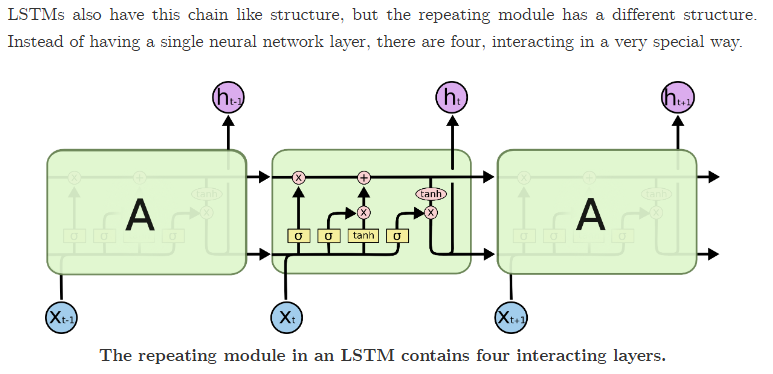 LSTMs also have this chain like structure, but the repeating module has a different structure.
Instead of having a single neural network layer, there are four, interacting in a very special way.
ht-1 ht ht+1
x + tanh x + x + tanh
tanh
x x x x
A A
σ σ σ σ σ tanh σ σ σ σ
Xt-1 Xt Xt+1
The repeating module in an LSTM contains four interacting layers.